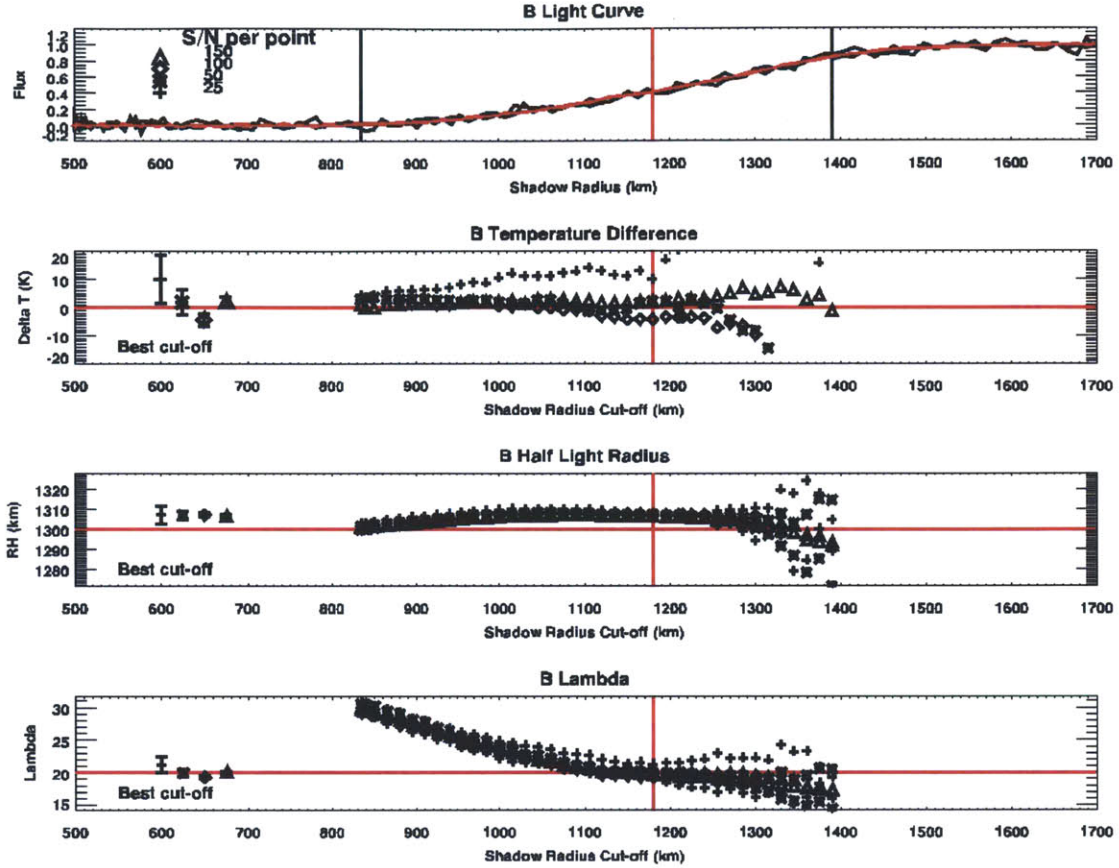 B Light Curve
S/N per point
150
100
50
25
Flux
1.2
1.0
0.8
0.6
0.4
0.2
0.0
-0.2
500 600 700 800 900 1000 1100 1200 1300 1400 1500 1600 1700
Shadow Radius (km)
B Temperature Difference
Delta T (K)
20
10
0
-10
-20
Best cut-off
500 600 700 800 900 1000 1100 1200 1300 1400 1500 1600 1700
Shadow Radius Cut-off (km)
B Half Light Radius
RH (km)
1320
1310
1300
1290
1280
Best cut-off
500 600 700 800 900 1000 1100 1200 1300 1400 1500 1600 1700
Shadow Radius Cut-off (km)
B Lambda
Lambda
30
25
20
15
Best cut-off
500 600 700 800 900 1000 1100 1200 1300 1400 1500 1600 1700
Shadow Radius Cut-off (km)